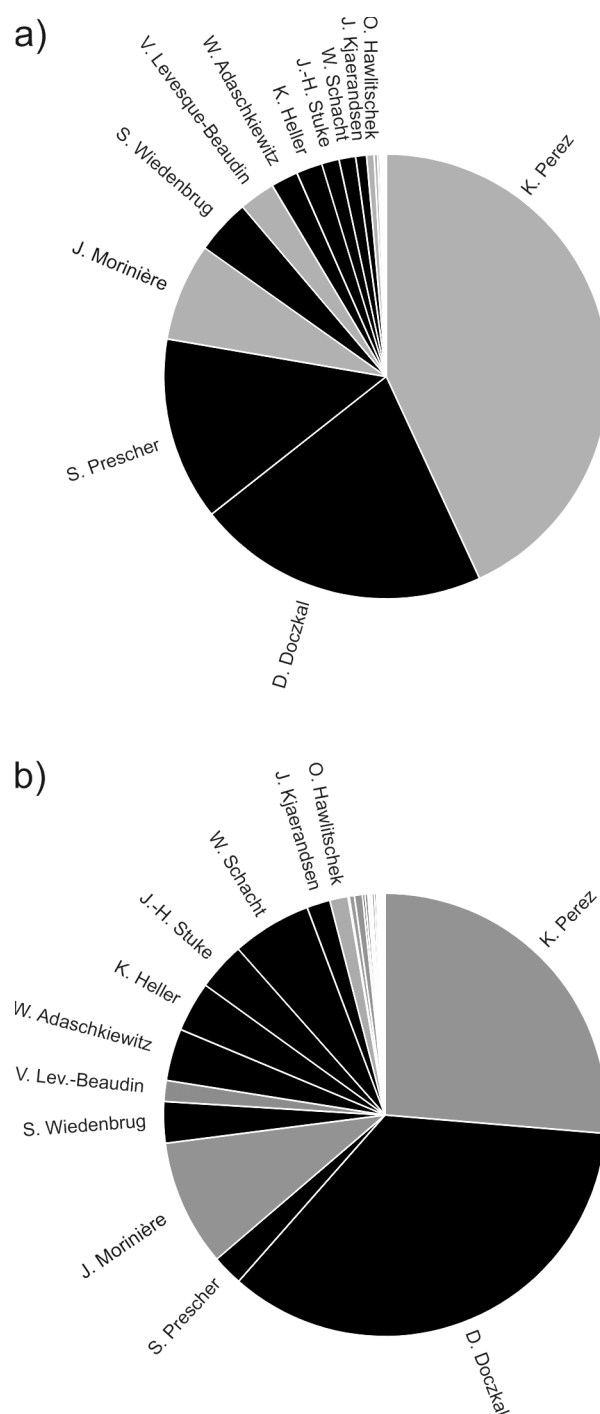 a)
O. Hawlitschek
J. Kjaerandsen
W. Schacht
J.-H. Stuke
K. Heller
W. Adaschkiewitz
V. Levesque-Beaudin
S. Wiedenbrug
J. Morinière
S. Prescher
D. Doczkal
K. Perez
b)
O. Hawlitschek
J. Kjaerandsen
W. Schacht
J.-H. Stuke
K. Heller
W. Adaschkiewitz
V. Lev.-Beaudin
S. Wiedenbrug
J. Morinière
S. Prescher
D. Doczkal
K. Perez